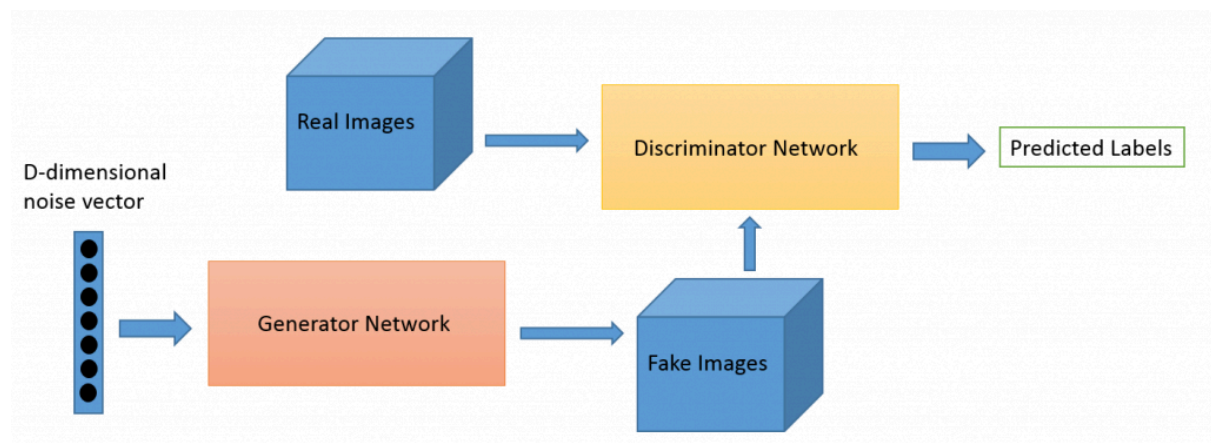 Real Images
Discriminator Network
Predicted Labels
D-dimensional
noise vector
Generator Network
Fake Images